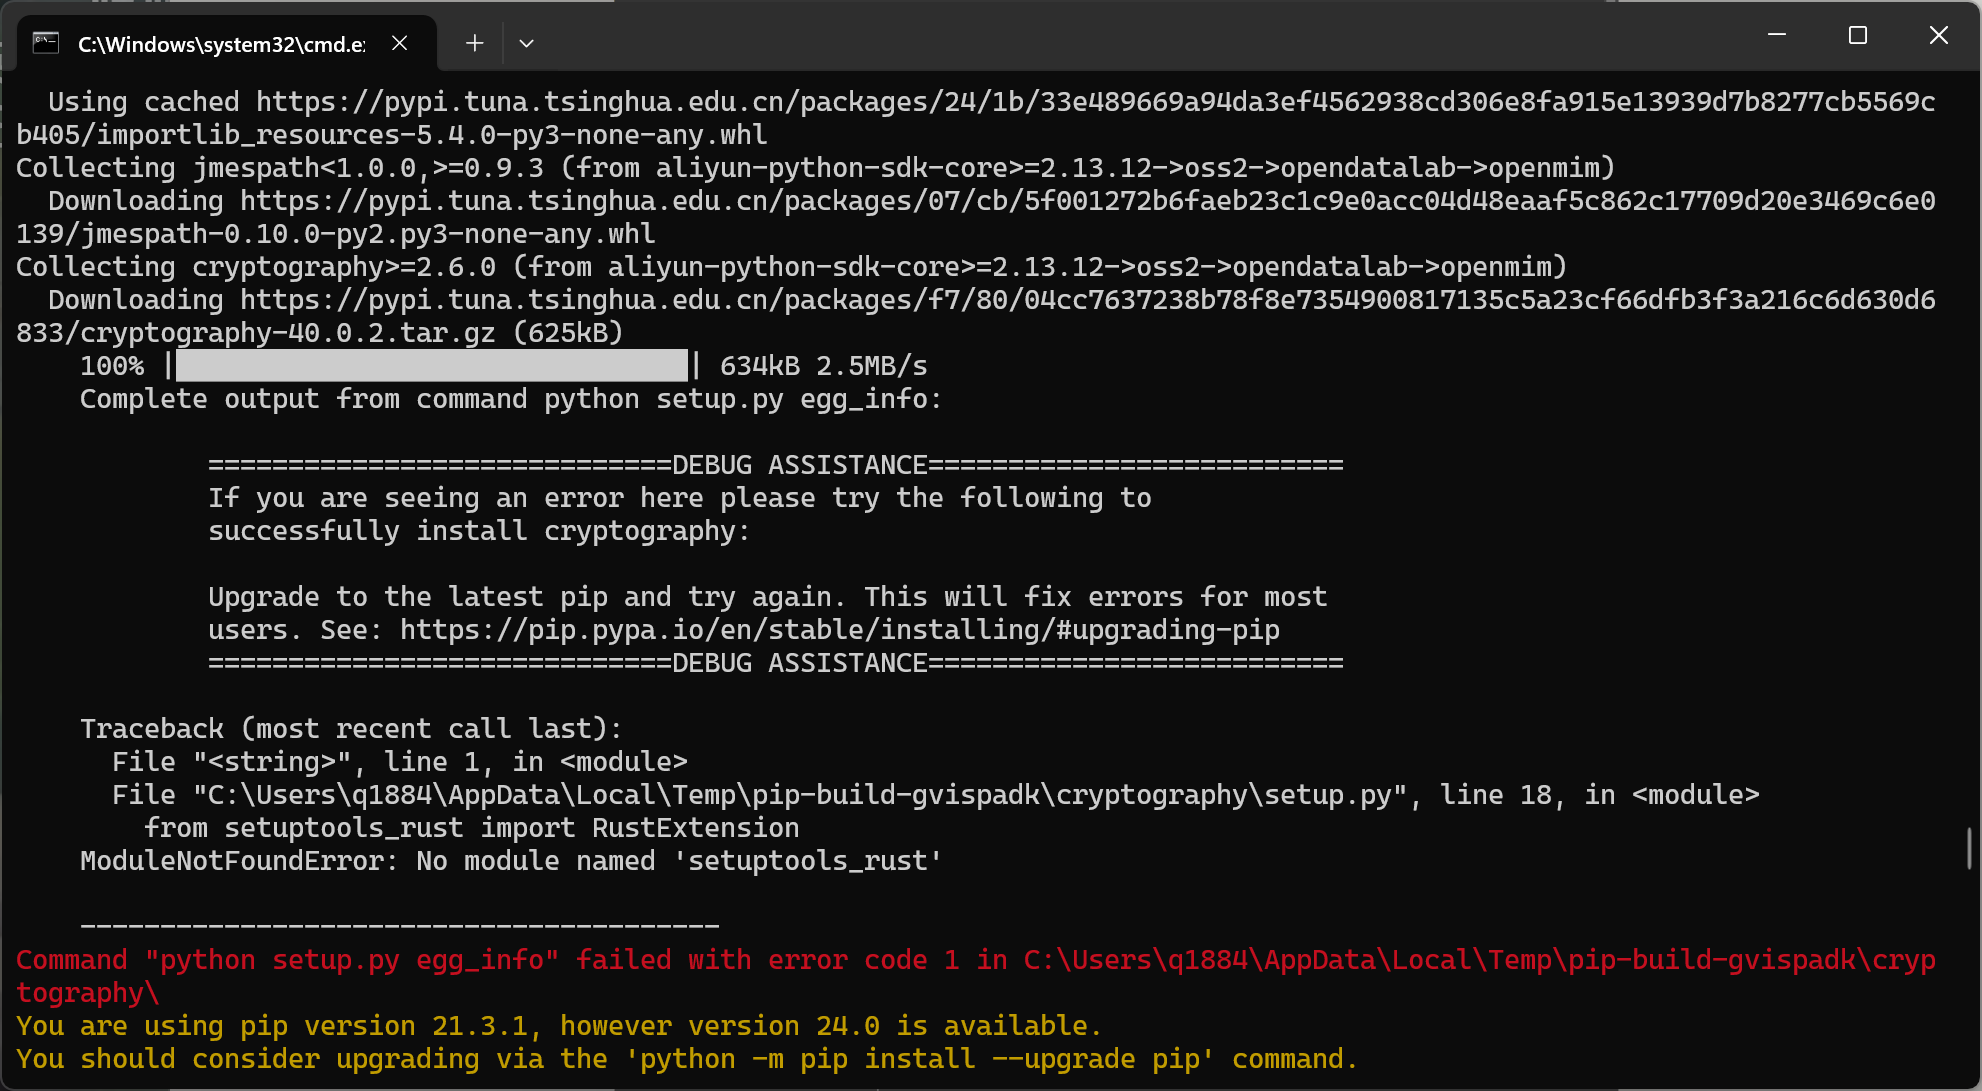 C:\Windows\system32\cmd.e
Using cached https://pypi.tuna.tsinghua.edu.cn/packages/24/1b/33e489669a94da3ef4562938cd306e8fa915e13939d7b8277cb5569c
b405/importlib_resources-5.4.0-py3-none-any.whl
Collecting jmespath<1.0.0,>=0.9.3 (from aliyun-python-sdk-core>=2.13.12->oss2->opendatalab->openmim)
Downloading https://pypi.tuna.tsinghua.edu.cn/packages/07/cb/5f001272b6faeb23c1c9e0acc04d48eaaf5c862c17709d20e3469c6e0
139/jmespath-0.10.0-py2.py3-none-any.whl
Collecting cryptography>=2.6.0 (from aliyun-python-sdk-core>=2.13.12->oss2->opendatalab->openmim)
Downloading https://pypi.tuna.tsinghua.edu.cn/packages/f7/80/04cc7637238b78f8e7354900817135c5a23cf66dfb3f3a216c6d630d6
833/cryptography-40.0.2.tar.gz (625kB)
100% | | 634kB 2.5MB/s
Complete output from command python setup.py egg_info:
=============================DEBUG ASSISTANCE==========================
If you are seeing an error here please try the following to
successfully install cryptography:
Upgrade to the latest pip and try again. This will fix errors for most
users. See: https://pip.pypa.io/en/stable/installing/#upgrading-pip
=============================DEBUG ASSISTANCE==========================
Traceback (most recent call last):
File "<string>", line 1, in <module>
File "C:\Users\q1884\AppData\Local\Temp\pip-build-gvispadk\cryptography\setup.py", line 18, in <module>
from setuptools_rust import RustExtension
ModuleNotFoundError: No module named 'setuptools_rust'
----------------------------------------
Command "python setup.py egg_info" failed with error code 1 in C:\Users\q1884\AppData\Local\Temp\pip-build-gvispadk\cryp
tography\
You are using pip version 21.3.1, however version 24.0 is available.
You should consider upgrading via the 'python -m pip install --upgrade pip' command.